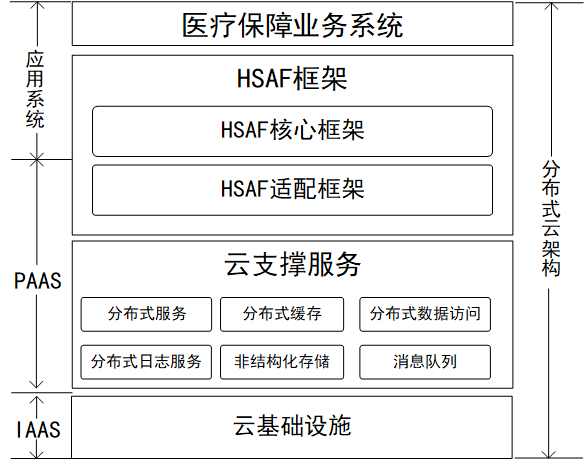 医疗保障业务系统
应用系统
HSAF框架
HSAF核心框架
HSAF适配框架
分布式云架构
PAAS
云支撑服务
分布式服务
分布式缓存
分布式数据访问
分布式日志服务
非结构化存储
消息队列
IAAS
云基础设施